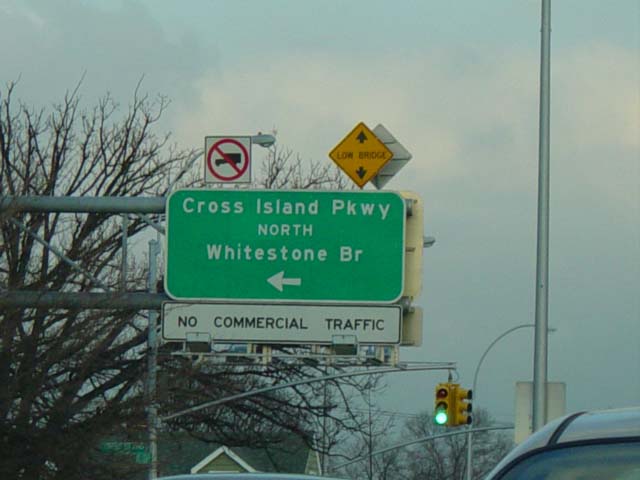 LOW BRIDGE
Cross Island Pkwy
NORTH
Whitestone Br
NO COMMERCIAL TRAFFIC